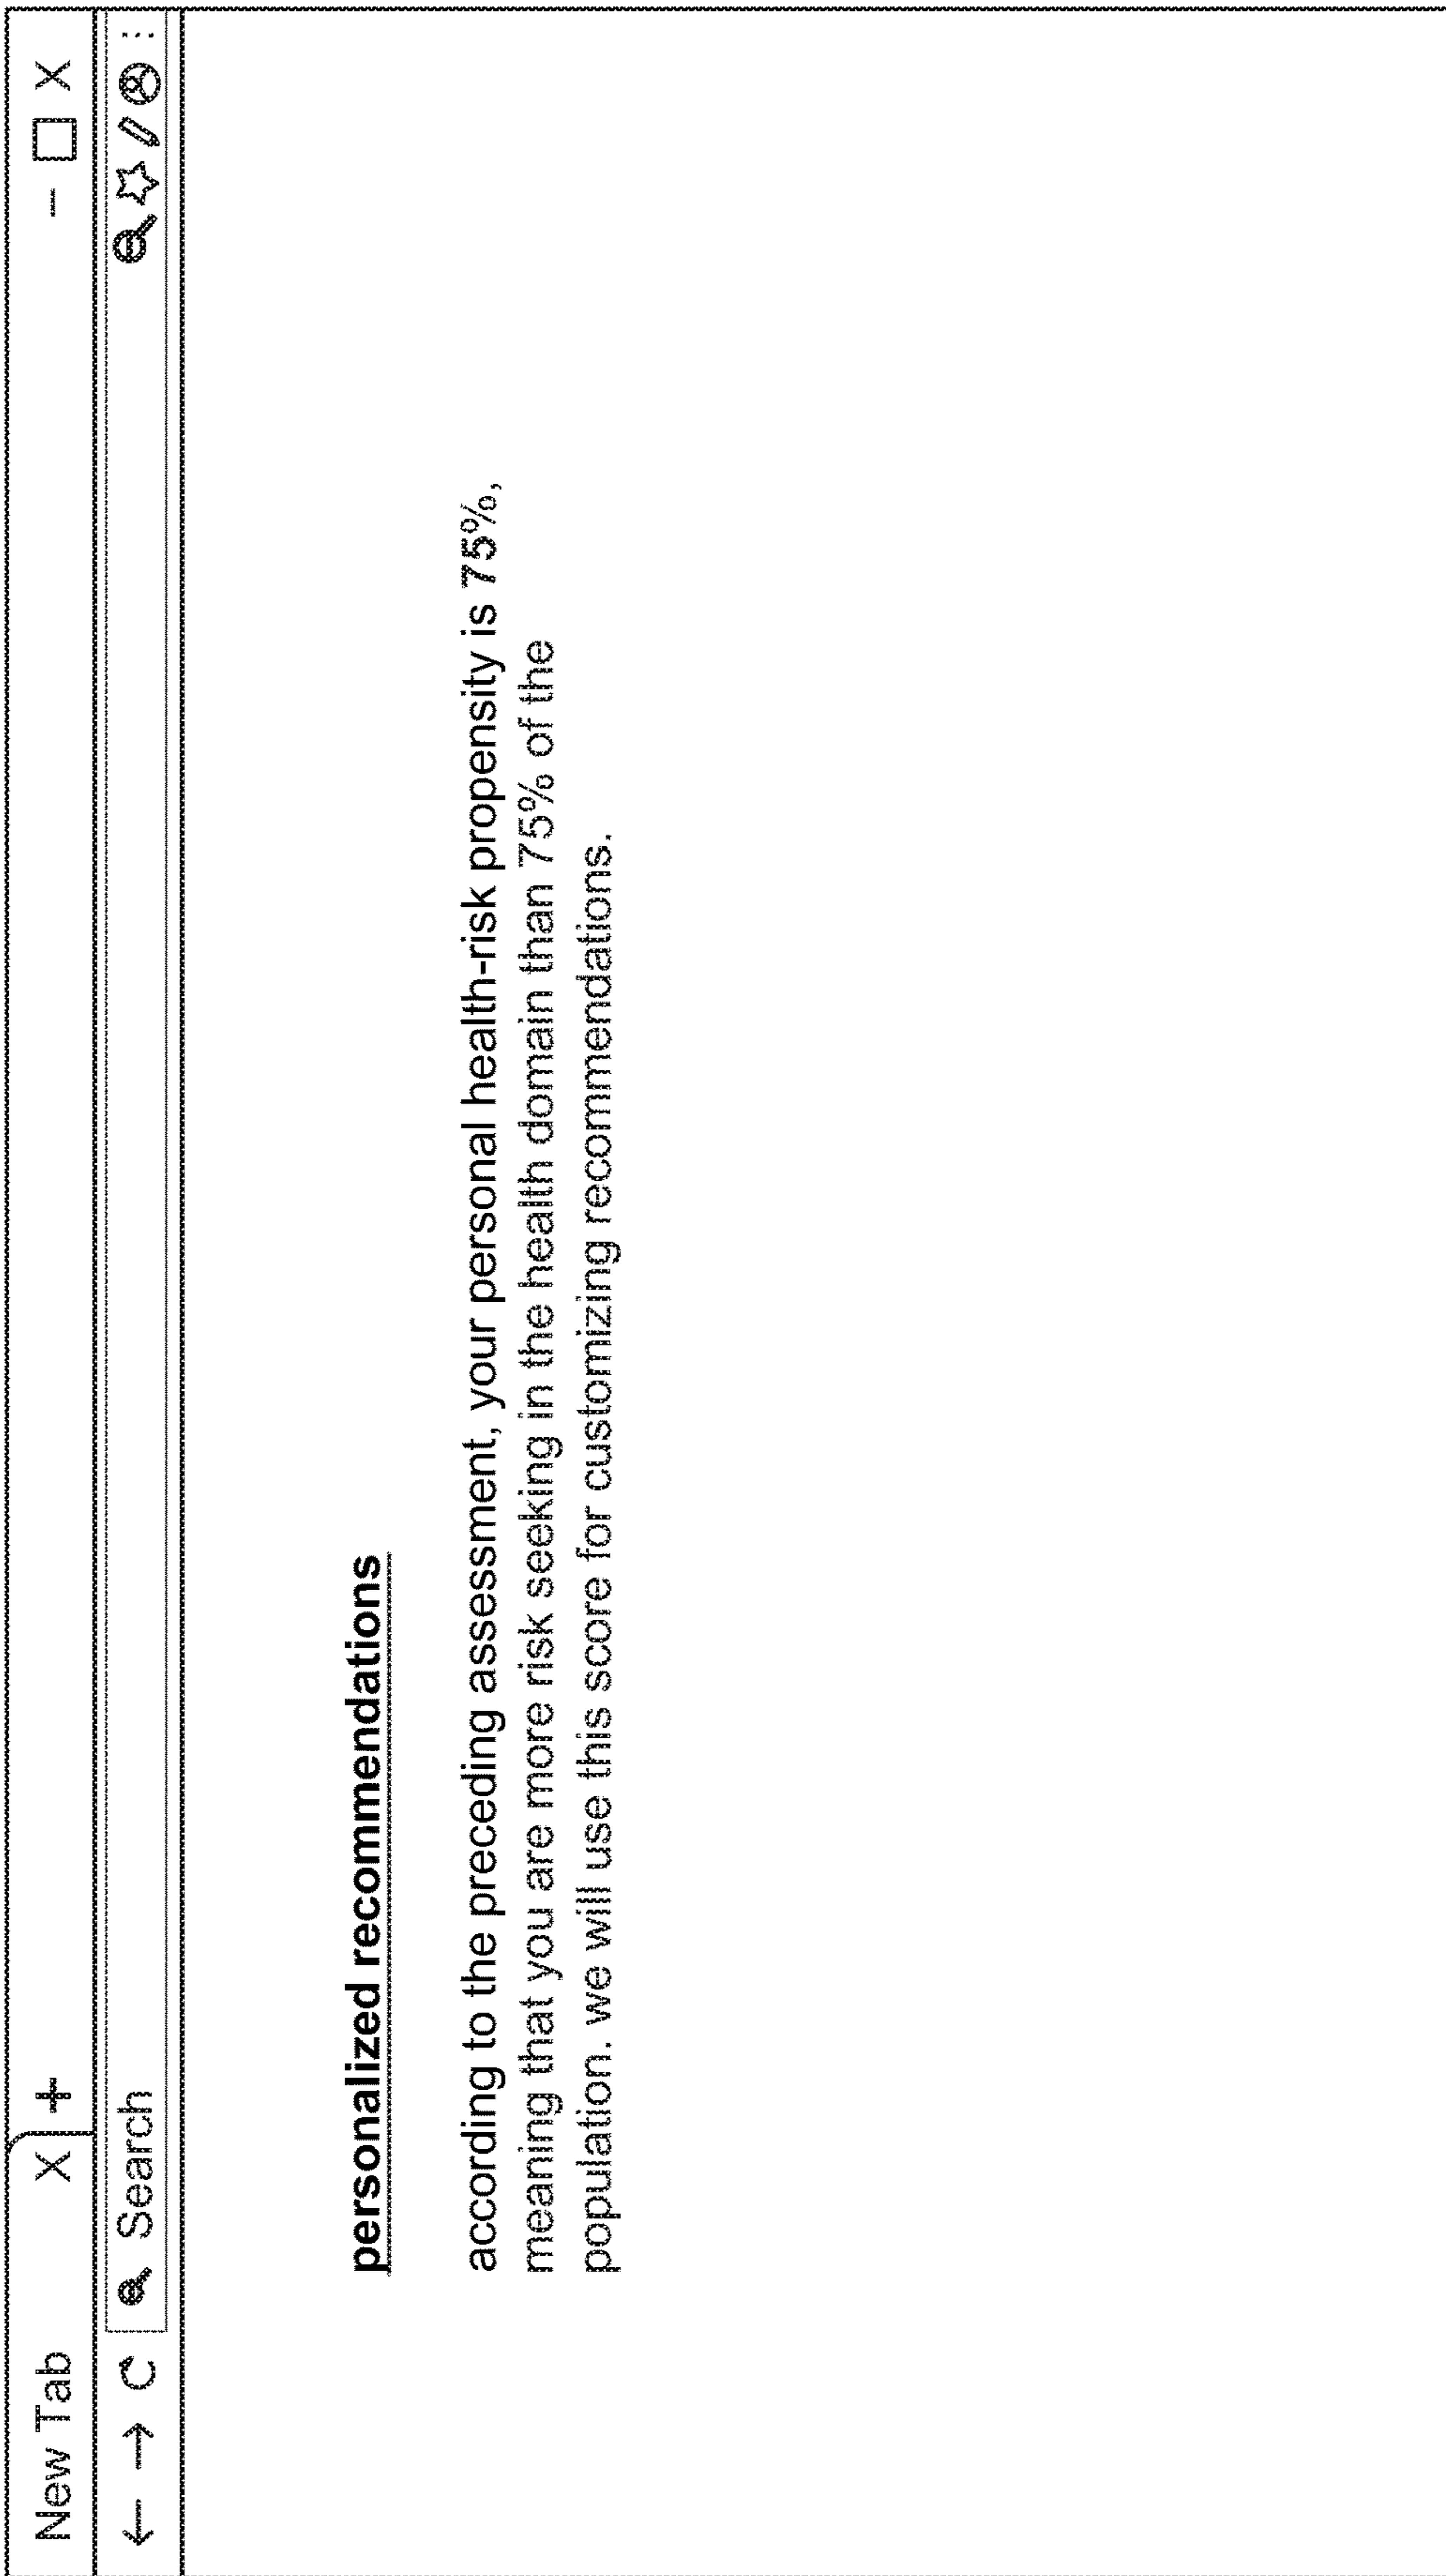 New Tab X +
Search
personalized recommendations
according to the preceding assessment, your personal health-risk propensity is 75%,
meaning that you are more risk seeking in the health domain than 75% of the
population. we will use this score for customizing recommendations.